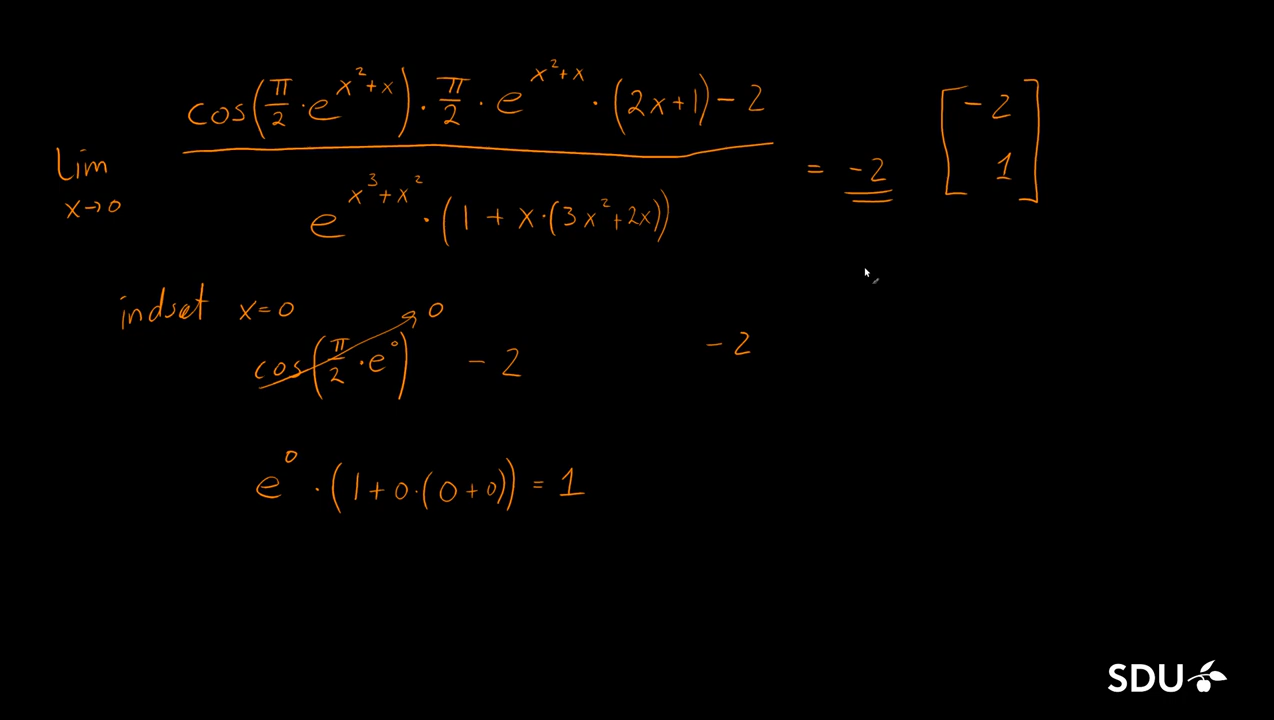 cos(π/2 · e^(x²+x)) · π/2 · e^(x²+x) · (2x+1) - 2
Lim x→0
e^(x³+x²) · (1 + x·(3x²+2x))
= -2
[-2
1]
indset x=0
cos(π/2 · e⁰) → 0 - 2
-2
e⁰ · (1+0·(0+0)) = 1
SDU